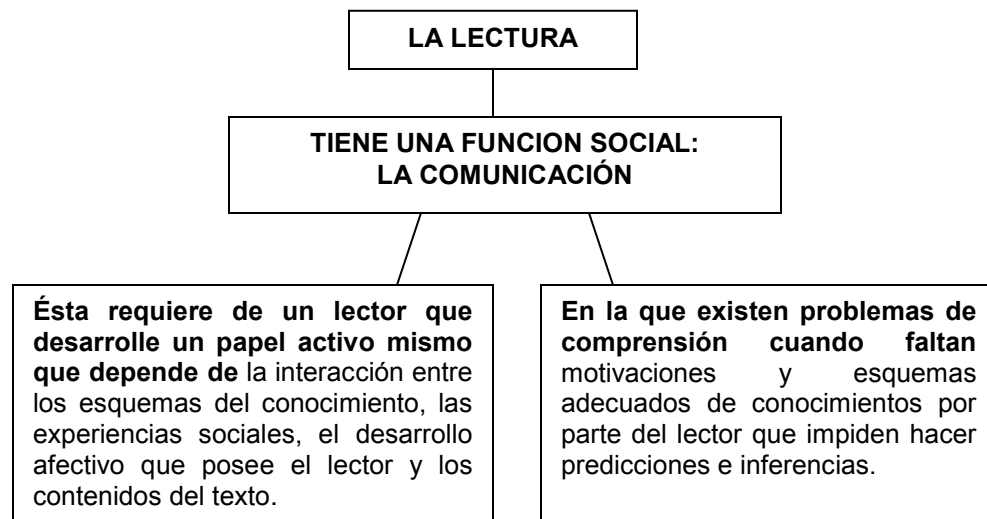 LA LECTURA
TIENE UNA FUNCION SOCIAL:
LA COMUNICACIÓN
Ésta requiere de un lector que
desarrolle un papel activo mismo
que depende de la interacción entre
los esquemas del conocimiento, las
experiencias sociales, el desarrollo
afectivo que posee el lector y los
contenidos del texto.
En la que existen problemas de
comprensión cuando faltan
motivaciones y esquemas
adecuados de conocimientos por
parte del lector que impiden hacer
predicciones e inferencias.